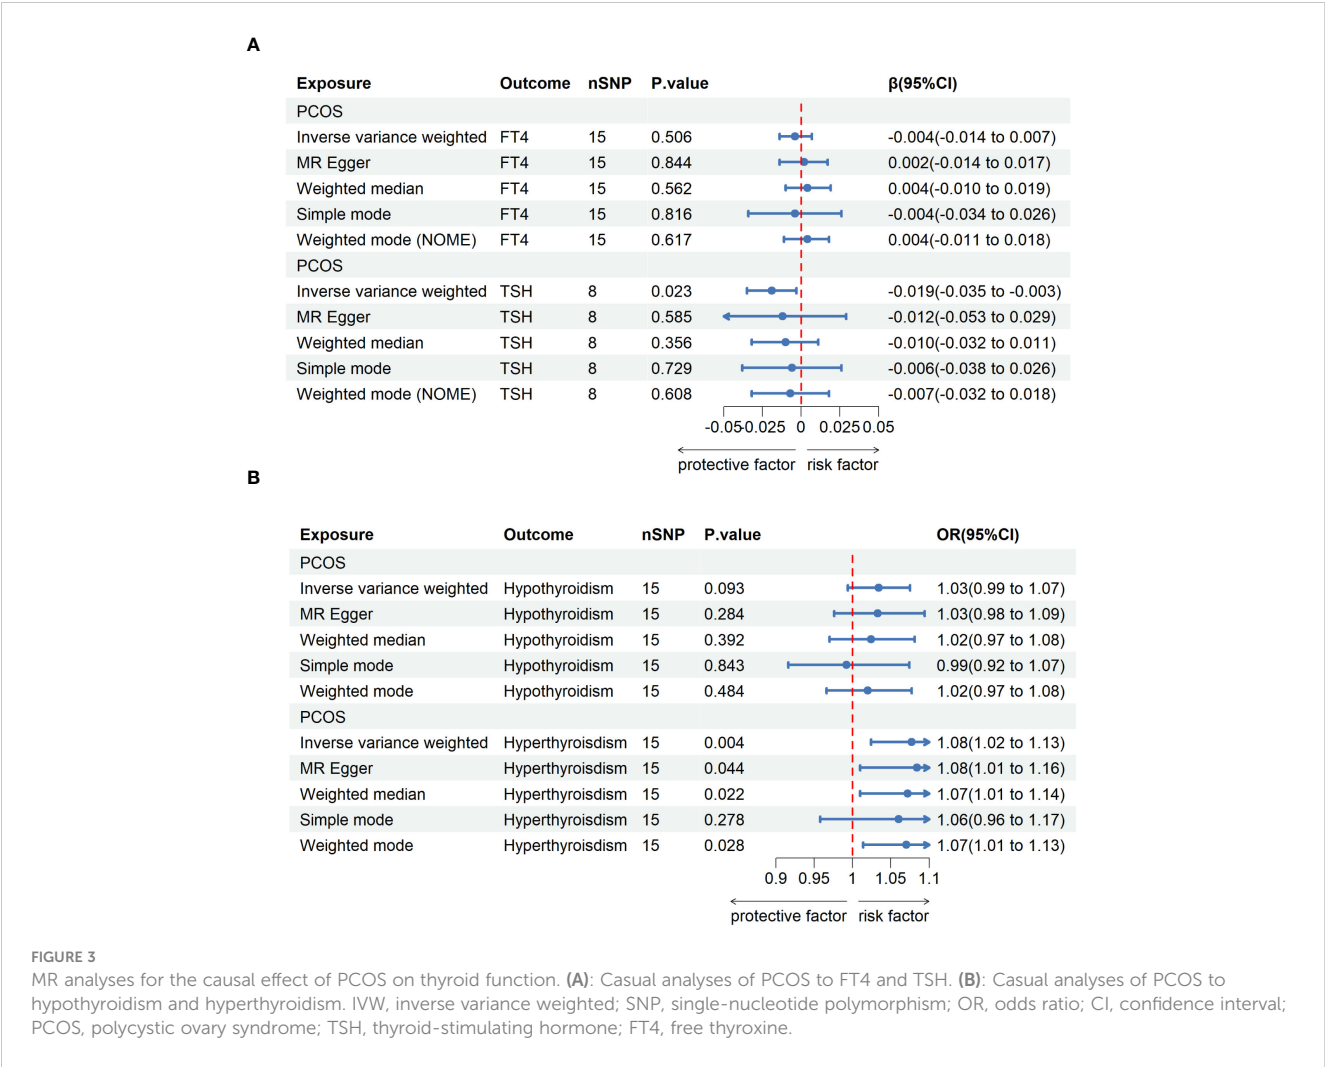 A
Exposure Outcome nSNP P.value β(95%CI)
PCOS
Inverse variance weighted FT4 15 0.506 -0.004(-0.014 to 0.007)
MR Egger FT4 15 0.844 0.002(-0.014 to 0.017)
Weighted median FT4 15 0.562 0.004(-0.010 to 0.019)
Simple mode FT4 15 0.816 -0.004(-0.034 to 0.026)
Weighted mode (NOME) FT4 15 0.617 0.004(-0.011 to 0.018)
PCOS
Inverse variance weighted TSH 8 0.023 -0.019(-0.035 to -0.003)
MR Egger TSH 8 0.585 -0.012(-0.053 to 0.029)
Weighted median TSH 8 0.356 -0.010(-0.032 to 0.011)
Simple mode TSH 8 0.729 -0.006(-0.038 to 0.026)
Weighted mode (NOME) TSH 8 0.608 -0.007(-0.032 to 0.018)
-0.05 -0.025 0 0.025 0.05
protective factor risk factor
B
Exposure Outcome nSNP P.value OR(95%CI)
PCOS
Inverse variance weighted Hypothyroidism 15 0.093 1.03(0.99 to 1.07)
MR Egger Hypothyroidism 15 0.284 1.03(0.98 to 1.09)
Weighted median Hypothyroidism 15 0.392 1.02(0.97 to 1.08)
Simple mode Hypothyroidism 15 0.843 0.99(0.92 to 1.07)
Weighted mode Hypothyroidism 15 0.484 1.02(0.97 to 1.08)
PCOS
Inverse variance weighted Hyperthyroisdism 15 0.004 1.08(1.02 to 1.13)
MR Egger Hyperthyroisdism 15 0.044 1.08(1.01 to 1.16)
Weighted median Hyperthyroisdism 15 0.022 1.07(1.01 to 1.14)
Simple mode Hyperthyroisdism 15 0.278 1.06(0.96 to 1.17)
Weighted mode Hyperthyroisdism 15 0.028 1.07(1.01 to 1.13)
0.9 0.95 1 1.05 1.1
protective factor risk factor
FIGURE 3
MR analyses for the causal effect of PCOS on thyroid function. (A): Casual analyses of PCOS to FT4 and TSH. (B): Casual analyses of PCOS to
hypothyroidism and hyperthyroidism. IVW, inverse variance weighted; SNP, single-nucleotide polymorphism; OR, odds ratio; CI, confidence interval;
PCOS, polycystic ovary syndrome; TSH, thyroid-stimulating hormone; FT4, free thyroxine.